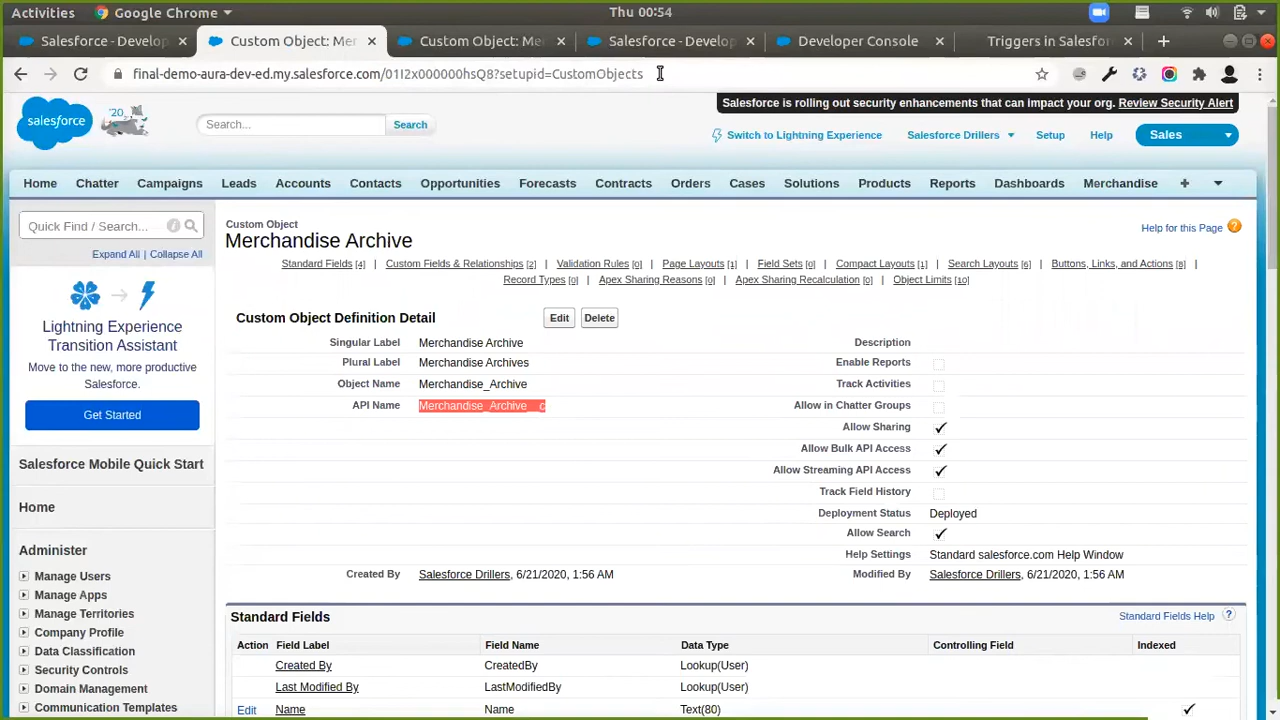 Activities
Google Chrome
Thu 00:54
Salesforce - Develop
Custom Object: Mer
Custom Object: Me
Salesforce - Develop
Developer Console
Triggers in Salesfo
final-demo-aura-dev-ed.my.salesforce.com/01I2x000000hsQ8?setupid=CustomObjects
Salesforce is rolling out security enhancements that can impact your org. Review Security Alert
salesforce
'20
Search...
Search
Switch to Lightning Experience
Salesforce Drillers
Setup
Help
Sales
Home
Chatter
Campaigns
Leads
Accounts
Contacts
Opportunities
Forecasts
Contracts
Orders
Cases
Solutions
Products
Reports
Dashboards
Merchandise
+
Quick Find / Search...
Expand All | Collapse All
Lightning Experience
Transition Assistant
Move to the new, more productive
Salesforce.
Get Started
Salesforce Mobile Quick Start
Home
Administer
Manage Users
Manage Apps
Manage Territories
Company Profile
Data Classification
Security Controls
Domain Management
Communication Templates
Custom Object
Merchandise Archive
Help for this Page
Standard Fields [4] | Custom Fields & Relationships [2] | Validation Rules [0] | Page Layouts [1] | Field Sets [0] | Compact Layouts [1] | Search Layouts [6] | Buttons, Links, and Actions [8] |
Record Types [0] | Apex Sharing Reasons [0] | Apex Sharing Recalculation [0] | Object Limits [10]
Custom Object Definition Detail
Edit
Delete
Singular Label Merchandise Archive
Description
Plural Label Merchandise Archives
Enable Reports
Object Name Merchandise_Archive
Track Activities
API Name Merchandise_Archive__c
Allow in Chatter Groups
Allow Sharing
Allow Bulk API Access
Allow Streaming API Access
Track Field History
Deployment Status Deployed
Allow Search
Help Settings Standard salesforce.com Help Window
Created By Salesforce Drillers, 6/21/2020, 1:56 AM
Modified By Salesforce Drillers, 6/21/2020, 1:56 AM
Standard Fields
Standard Fields Help ?
Action Field Label Field Name Data Type Controlling Field Indexed
Created By CreatedBy Lookup(User)
Last Modified By LastModifiedBy Lookup(User)
Edit Name Name Text(80)